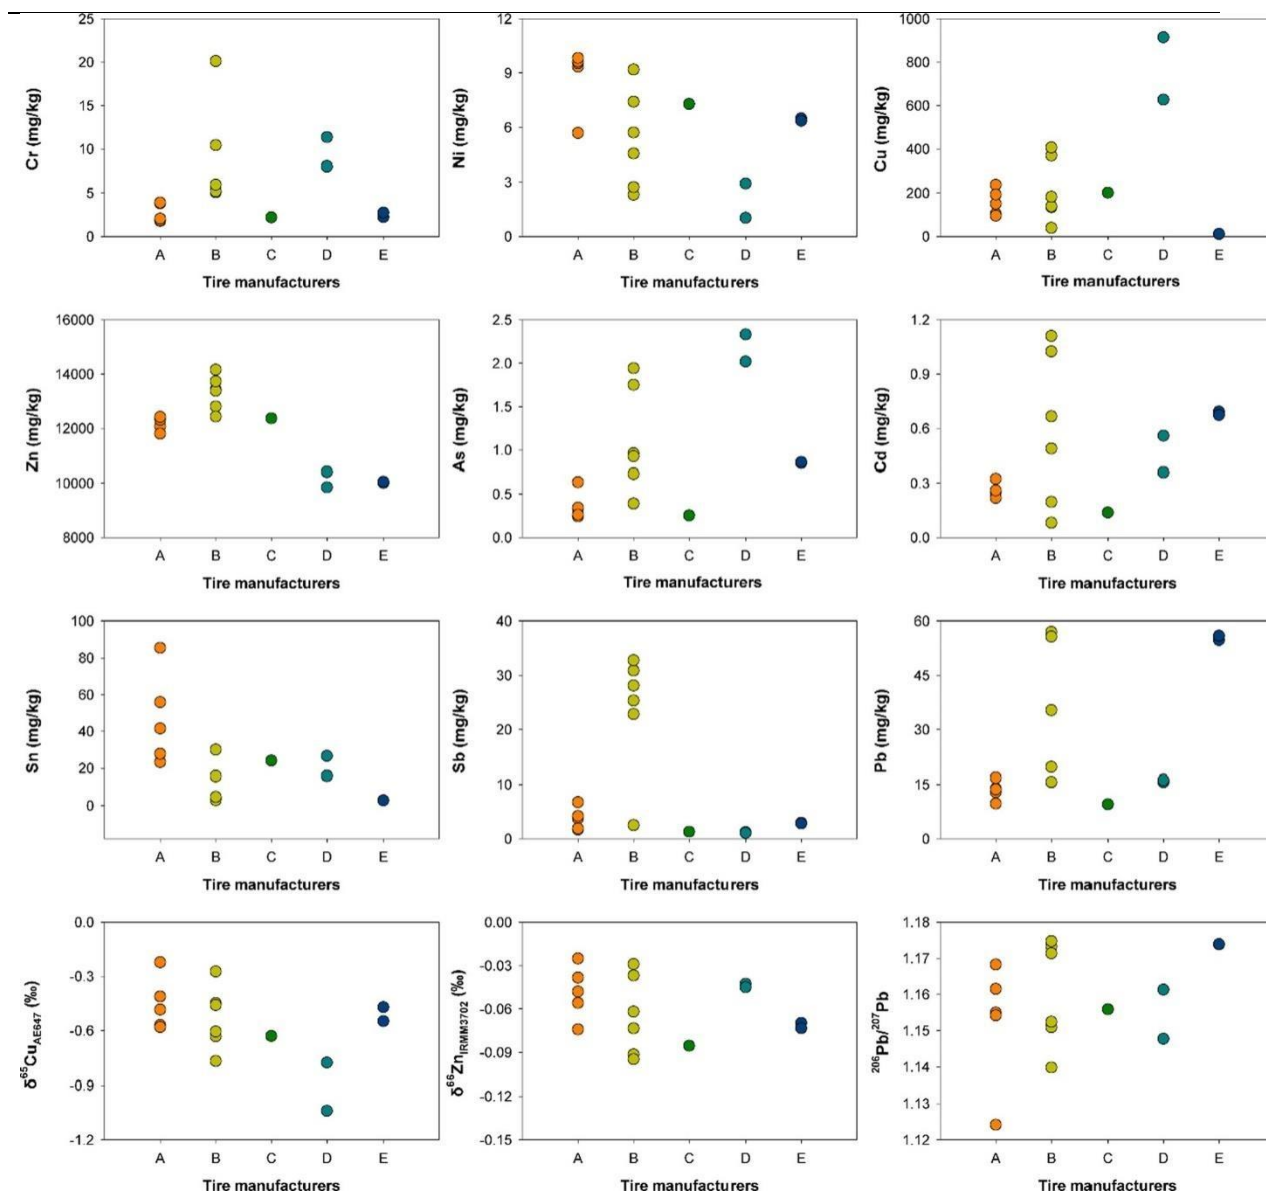 25
20
15
10
5
0
Cr (mg/kg)
A B C D E
Tire manufacturers
12
9
6
3
0
Ni (mg/kg)
A B C D E
Tire manufacturers
1000
800
600
400
200
0
Cu (mg/kg)
A B C D E
Tire manufacturers
16000
14000
12000
10000
8000
Zn (mg/kg)
A B C D E
Tire manufacturers
2.5
2.0
1.5
1.0
0.5
0.0
As (mg/kg)
A B C D E
Tire manufacturers
1.2
0.9
0.6
0.3
0.0
Cd (mg/kg)
A B C D E
Tire manufacturers
100
80
60
40
20
0
Sn (mg/kg)
A B C D E
Tire manufacturers
40
30
20
10
0
Sb (mg/kg)
A B C D E
Tire manufacturers
60
45
30
15
0
Pb (mg/kg)
A B C D E
Tire manufacturers
0.0
-0.3
-0.6
-0.9
-1.2
δ⁶⁵Cu_AE647 (‰)
A B C D E
Tire manufacturers
0.00
-0.03
-0.06
-0.09
-0.12
-0.15
δ⁶⁶Zn_IRMM3702 (‰)
A B C D E
Tire manufacturers
1.18
1.17
1.16
1.15
1.14
1.13
1.12
²⁰⁶Pb/²⁰⁷Pb
A B C D E
Tire manufacturers